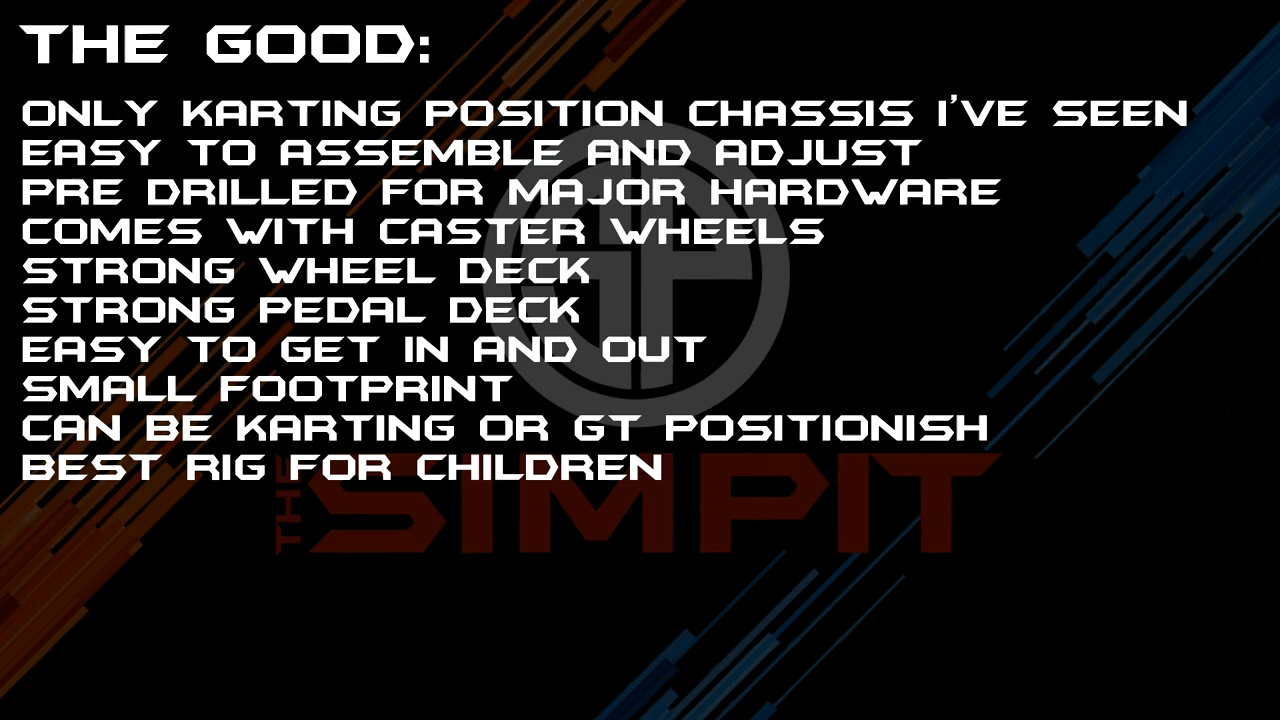 THE GOOD:
ONLY KARTING POSITION CHASSIS I'VE SEEN
EASY TO ASSEMBLE AND ADJUST
PRE DRILLED FOR MAJOR HARDWARE
COMES WITH CASTER WHEELS
STRONG WHEEL DECK
STRONG PEDAL DECK
EASY TO GET IN AND OUT
SMALL FOOTPRINT
CAN BE KARTING OR GT POSITIONISH
BEST RIG FOR CHILDREN
THE SIMPIT